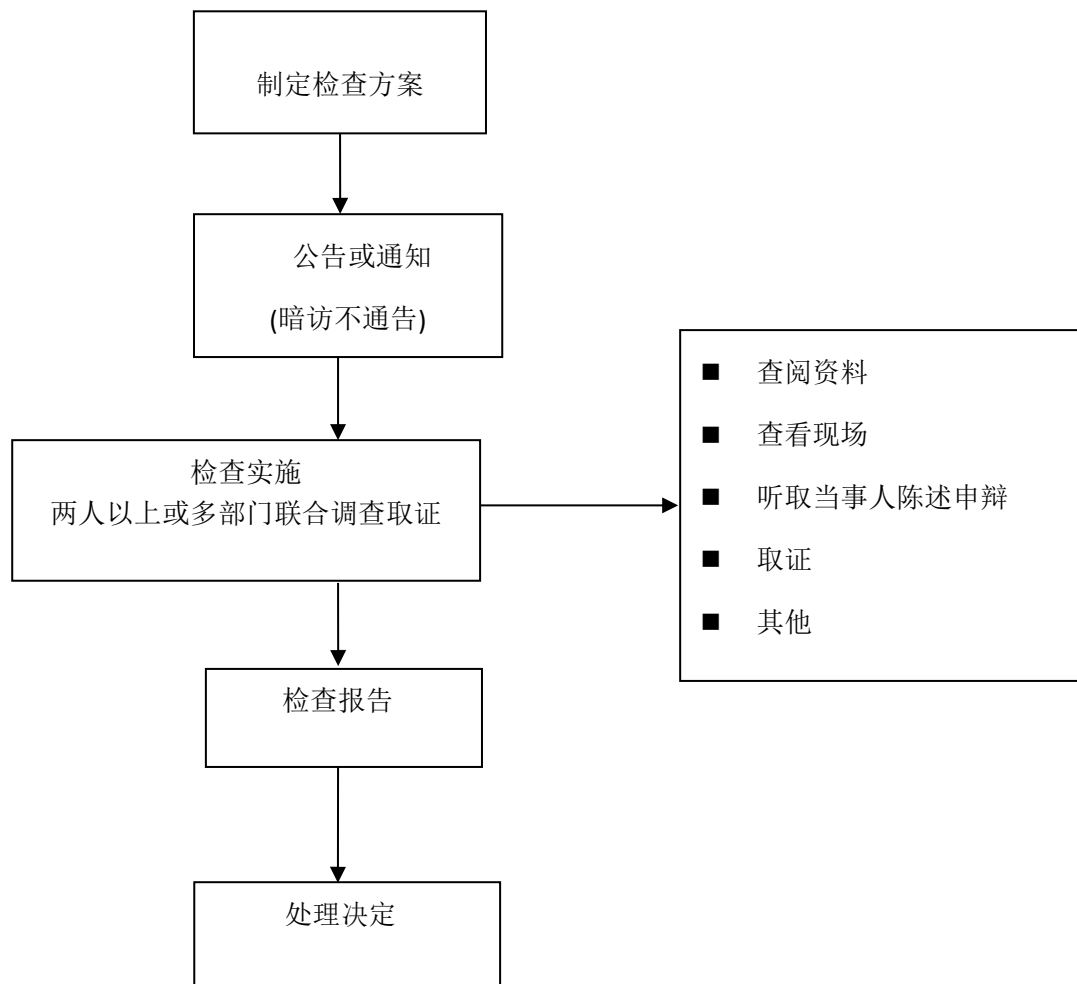 制定检查方案
公告或通知
(暗访不通告)
检查实施
两人以上或多部门联合调查取证
■ 查阅资料
■ 查看现场
■ 听取当事人陈述申辩
■ 取证
■ 其他
检查报告
处理决定